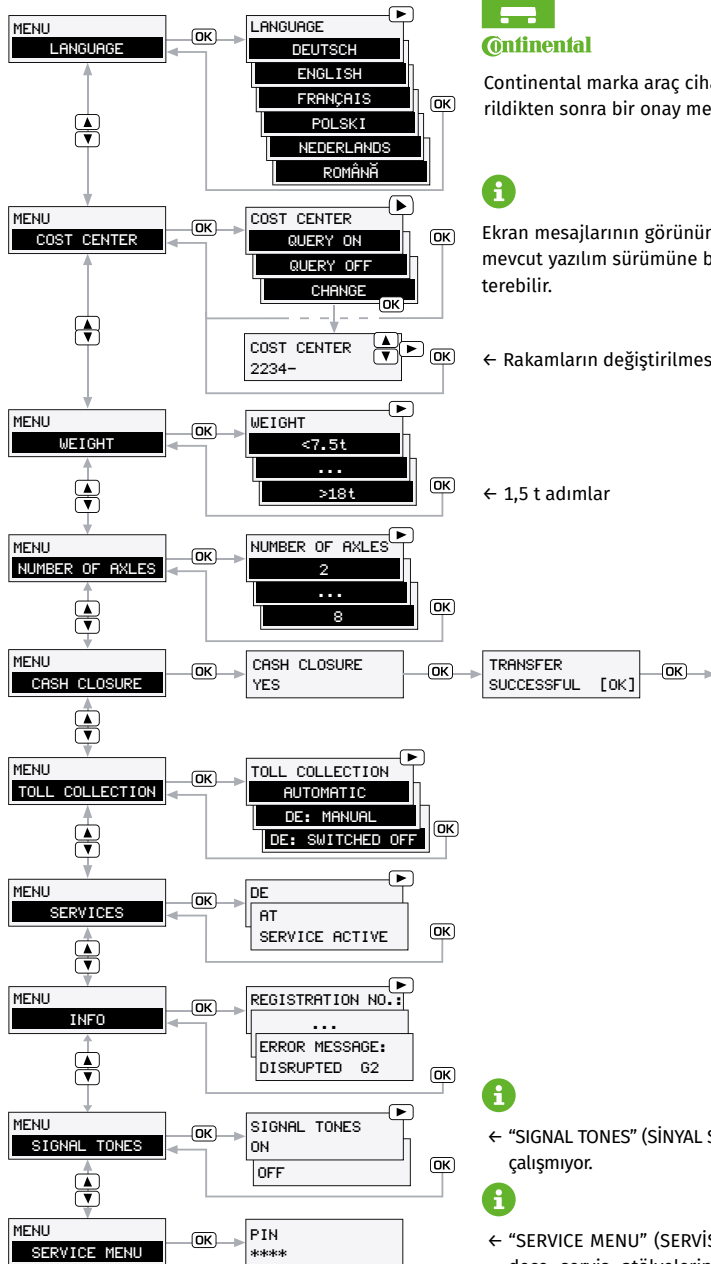 MENU
LANGUAGE
OK
LANGUAGE
DEUTSCH
ENGLISH
FRANÇAIS
POLSKI
NEDERLANDS
ROMÂNĂ
OK
Continental
Continental marka araç
rildikten sonra bir onay
MENU
COST CENTER
OK
COST CENTER
QUERY ON
QUERY OFF
CHANGE
OK
OK
COST CENTER
2234-
OK
Ekran mesajlarının
mevcut yazılım sürümüne
terebilir.
← Rakamların
MENU
WEIGHT
OK
WEIGHT
<7.5t
...
>18t
OK
← 1,5 t adımlar
MENU
NUMBER OF AXLES
OK
NUMBER OF AXLES
2
...
8
OK
MENU
CASH CLOSURE
OK
CASH CLOSURE
YES
OK
TRANSFER
SUCCESSFUL [OK]
OK
MENU
TOLL COLLECTION
OK
TOLL COLLECTION
AUTOMATIC
DE: MANUAL
DE: SWITCHED OFF
OK
MENU
SERVICES
OK
DE
AT
SERVICE ACTIVE
OK
MENU
INFO
OK
REGISTRATION NO.:
...
ERROR MESSAGE:
DISRUPTED G2
OK
MENU
SIGNAL TONES
OK
SIGNAL TONES
ON
OFF
OK
i
← “SIGNAL TONES” (SİNYAL
çalışmıyor.
i
MENU
SERVICE MENU
OK
PIN
****
← “SERVICE MENU”